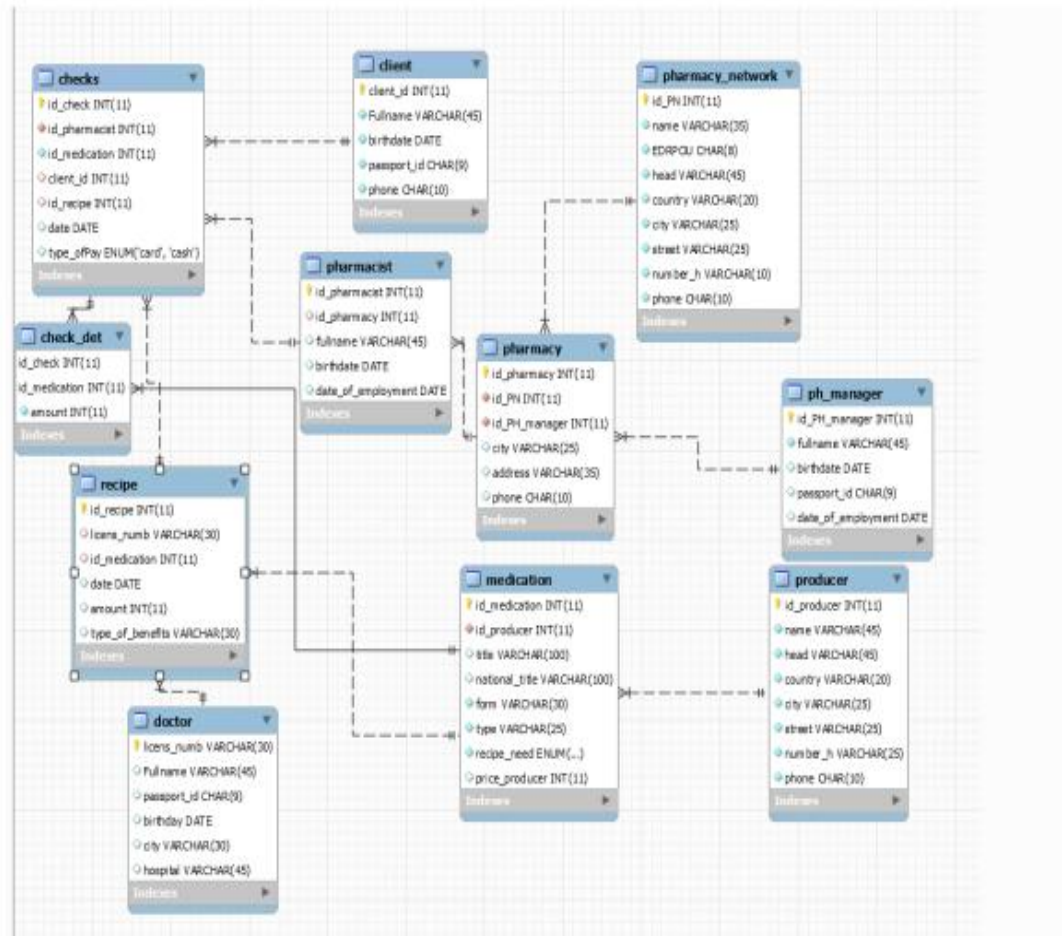 checks
id_check INT(11)
id_pharmacist INT(11)
id_medication INT(11)
client_id INT(11)
id_recipe INT(11)
date DATE
type_ofPay ENUM('card', 'cash')
Indexes
client
client_id INT(11)
Fullname VARCHAR(45)
birthdate DATE
passport_id CHAR(9)
phone CHAR(10)
Indexes
pharmacy_network
id_PN INT(11)
name VARCHAR(35)
EDRPOU CHAR(8)
head VARCHAR(45)
country VARCHAR(20)
city VARCHAR(25)
street VARCHAR(25)
number_h VARCHAR(10)
phone CHAR(10)
Indexes
pharmacist
id_pharmacist INT(11)
id_pharmacy INT(11)
fullname VARCHAR(45)
birthdate DATE
date_of_employment DATE
Indexes
check_det
id_check INT(11)
id_medication INT(11)
amount INT(11)
Indexes
pharmacy
id_pharmacy INT(11)
id_PN INT(11)
id_PH_manager INT(11)
city VARCHAR(25)
address VARCHAR(35)
phone CHAR(10)
Indexes
ph_manager
id_PH_manager INT(11)
fullname VARCHAR(45)
birthdate DATE
passport_id CHAR(9)
date_of_employment DATE
Indexes
recipe
id_recipe INT(11)
licens_numb VARCHAR(30)
id_medication INT(11)
date DATE
amount INT(11)
type_of_benefits VARCHAR(30)
Indexes
medication
id_medication INT(11)
id_producer INT(11)
title VARCHAR(100)
national_title VARCHAR(100)
form VARCHAR(30)
type VARCHAR(25)
recipe_need ENUM(...)
price_producer INT(11)
Indexes
producer
id_producer INT(11)
name VARCHAR(45)
head VARCHAR(45)
country VARCHAR(20)
city VARCHAR(25)
street VARCHAR(25)
number_h VARCHAR(25)
phone CHAR(10)
Indexes
doctor
licens_numb VARCHAR(30)
Fullname VARCHAR(45)
passport_id CHAR(9)
birthday DATE
city VARCHAR(30)
hospital VARCHAR(45)
Indexes